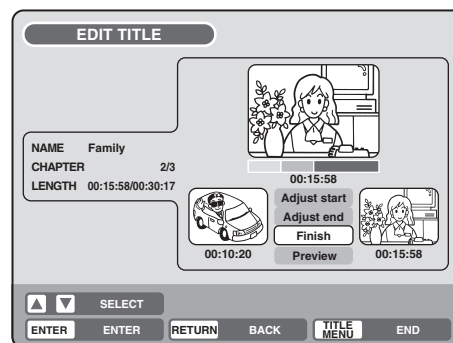 EDIT TITLE
NAME Family
CHAPTER 2/3
LENGTH 00:15:58/00:30:17
00:15:58
Adjust start
Adjust end
Finish
Preview
00:10:20
00:15:58
SELECT
ENTER ENTER RETURN BACK TITLE MENU END